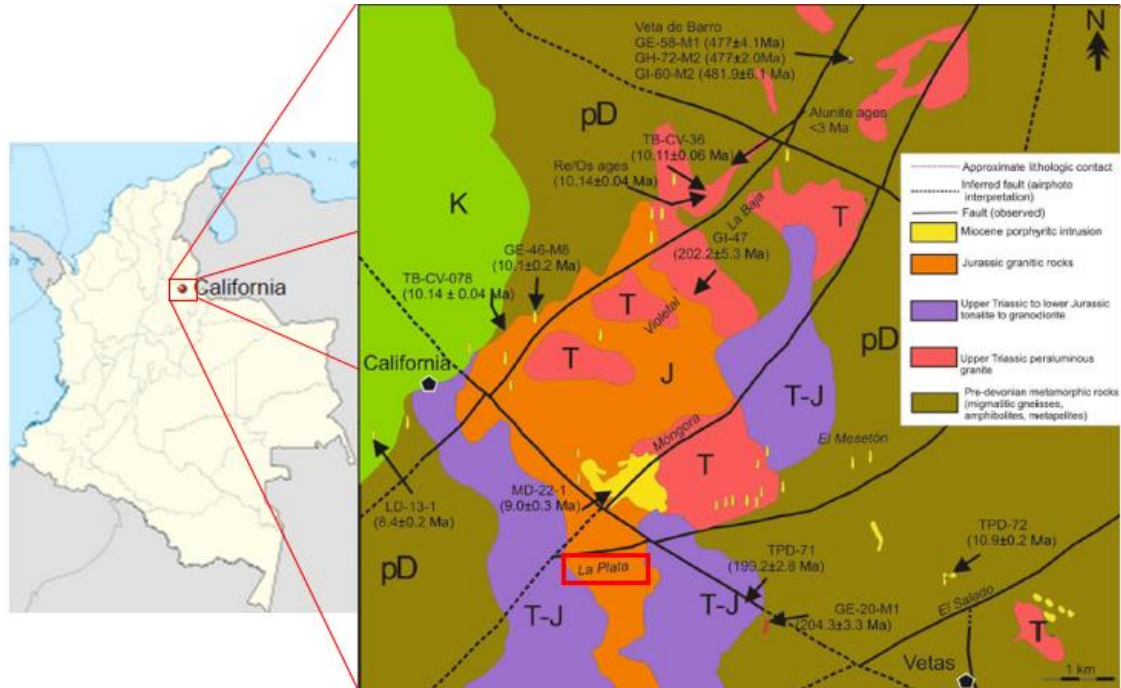 California
N
Veta de Barro
GE-58-M1 (477±4.1Ma)
GH-72-M2 (477±2.0Ma)
GI-60-M2 (481.9±6.1 Ma)
pD
Alunite ages
<3 Ma
TB-CV-36
(10.11±0.06 Ma)
Re/Os ages
(10.14±0.04 Ma)
K
La Baja
T
GI-47
(202.2±5.3 Ma)
GE-46-M6
(10.1±0.2 Ma)
TB-CV-078
(10.14 ± 0.04 Ma)
T
Violetal
pD
California
T
J
T-J
Móngora
T
El Mesetón
LD-13-1
(8.4±0.2 Ma)
MD-22-1
(9.0±0.3 Ma)
TPD-72
(10.9±0.2 Ma)
pD
La Plata
TPD-71
(199.2±2.8 Ma)
T-J
T-J
GE-20-M1
(204.3±3.3 Ma)
El Salado
T
Vetas
1 km
Approximate lithologic contact
Inferred fault (airphoto
interpretation)
Fault (observed)
Miocene porphyritc intrusion
Jurassic granitic rocks
Upper Triassic to lower Jurassic
tonalite to granodiorite
Upper Triassic peraluminous
granite
Pre-devonian metamorphic rocks
(migmatitic gneisses,
amphibolites, metapelites)